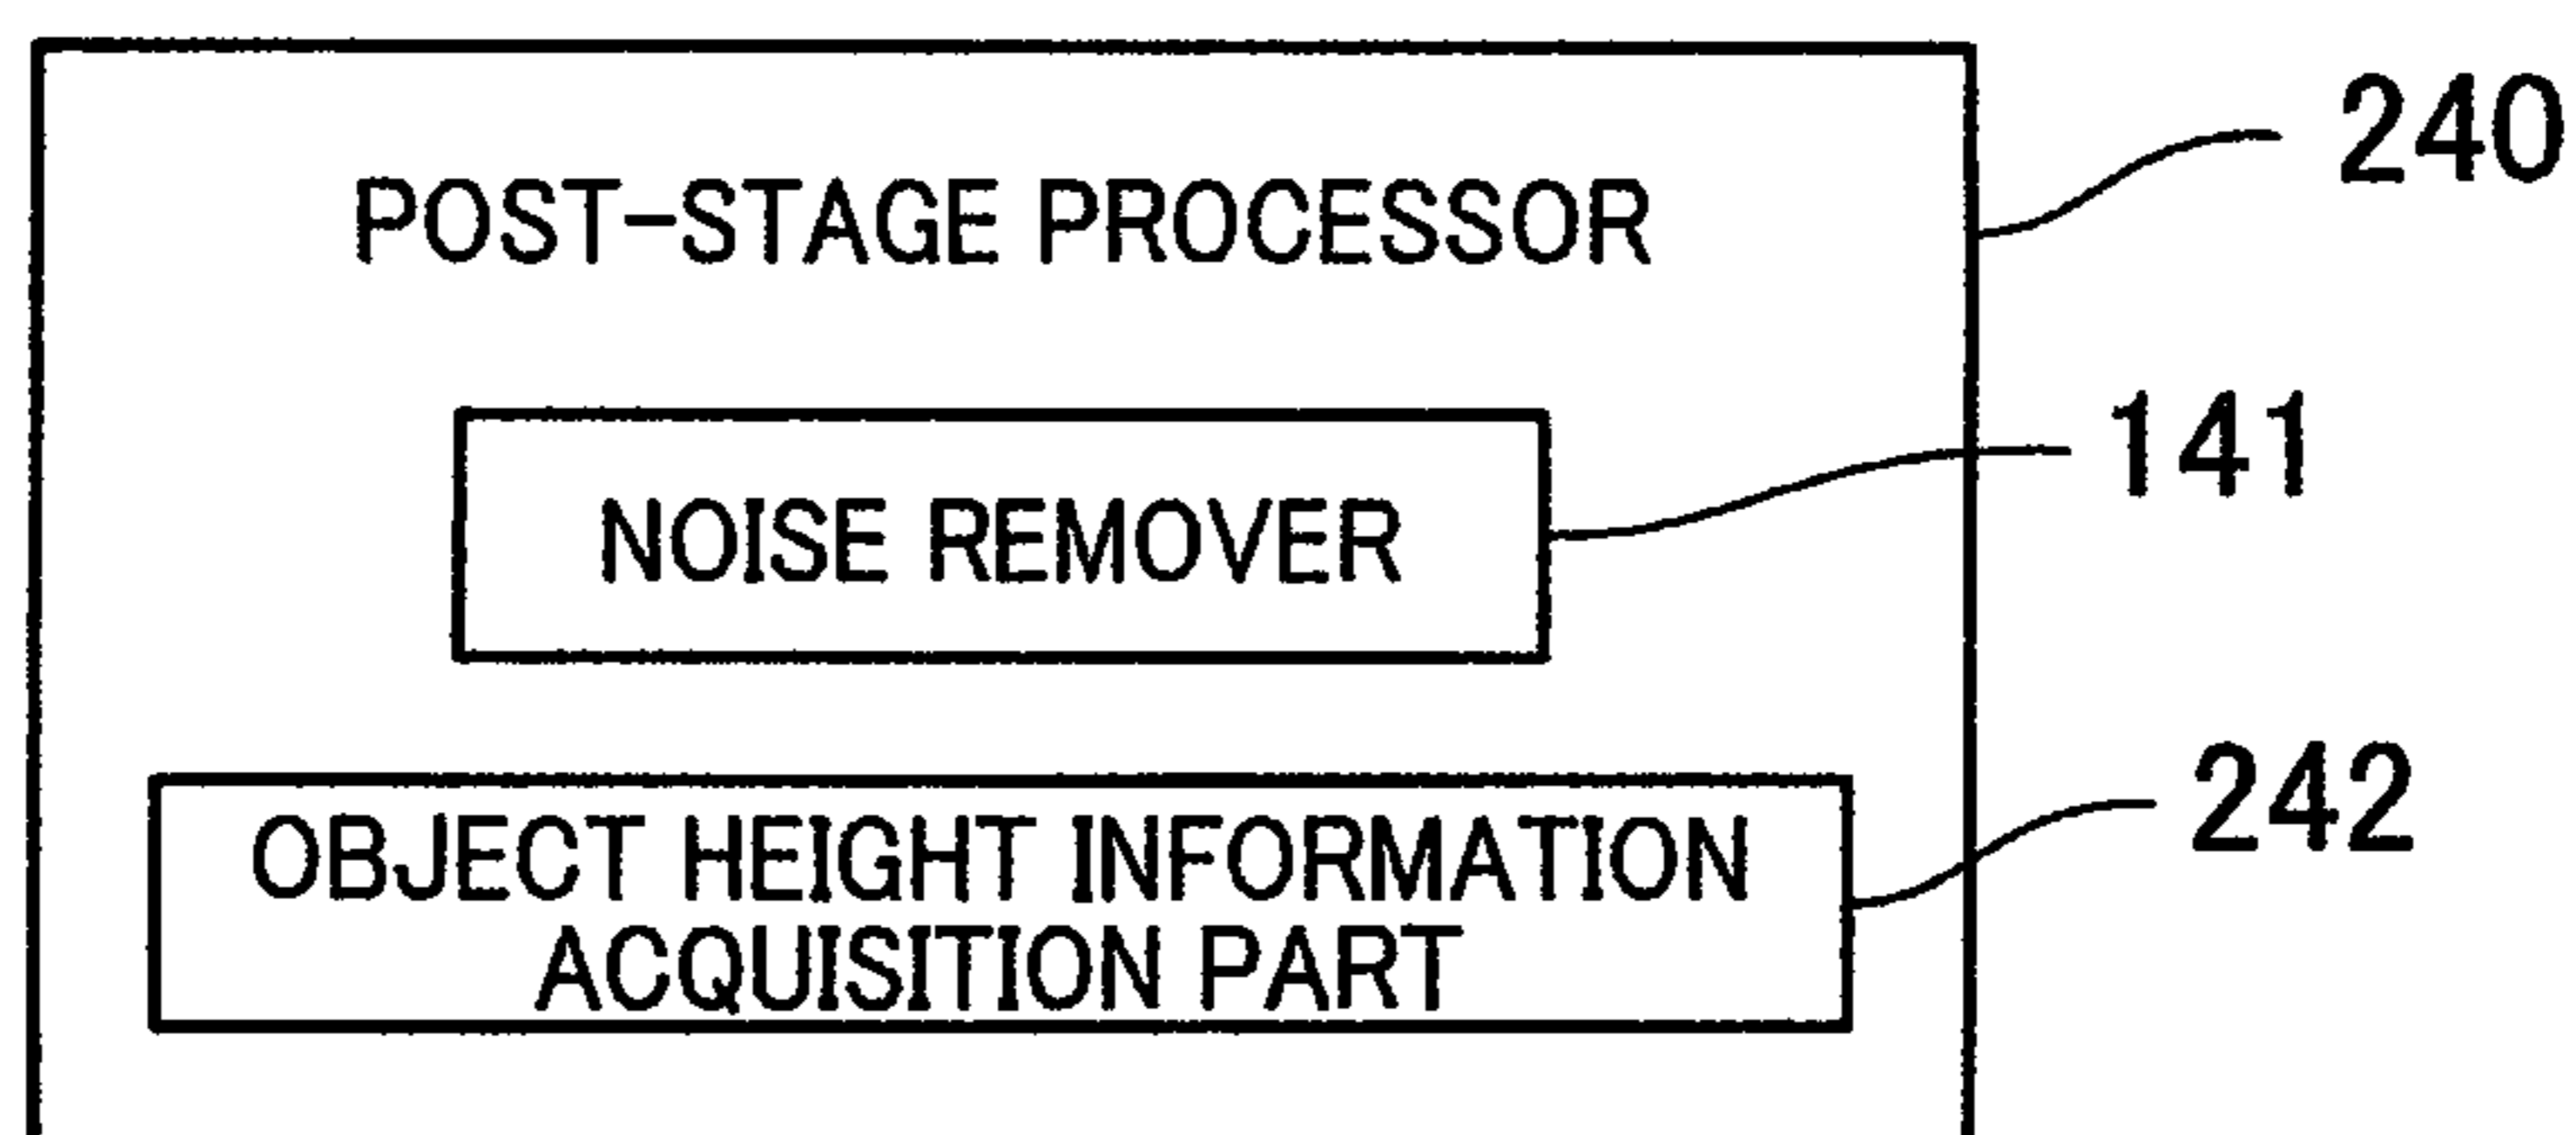 POST-STAGE PROCESSOR
240
NOISE REMOVER
141
OBJECT HEIGHT INFORMATION
ACQUISITION PART
242